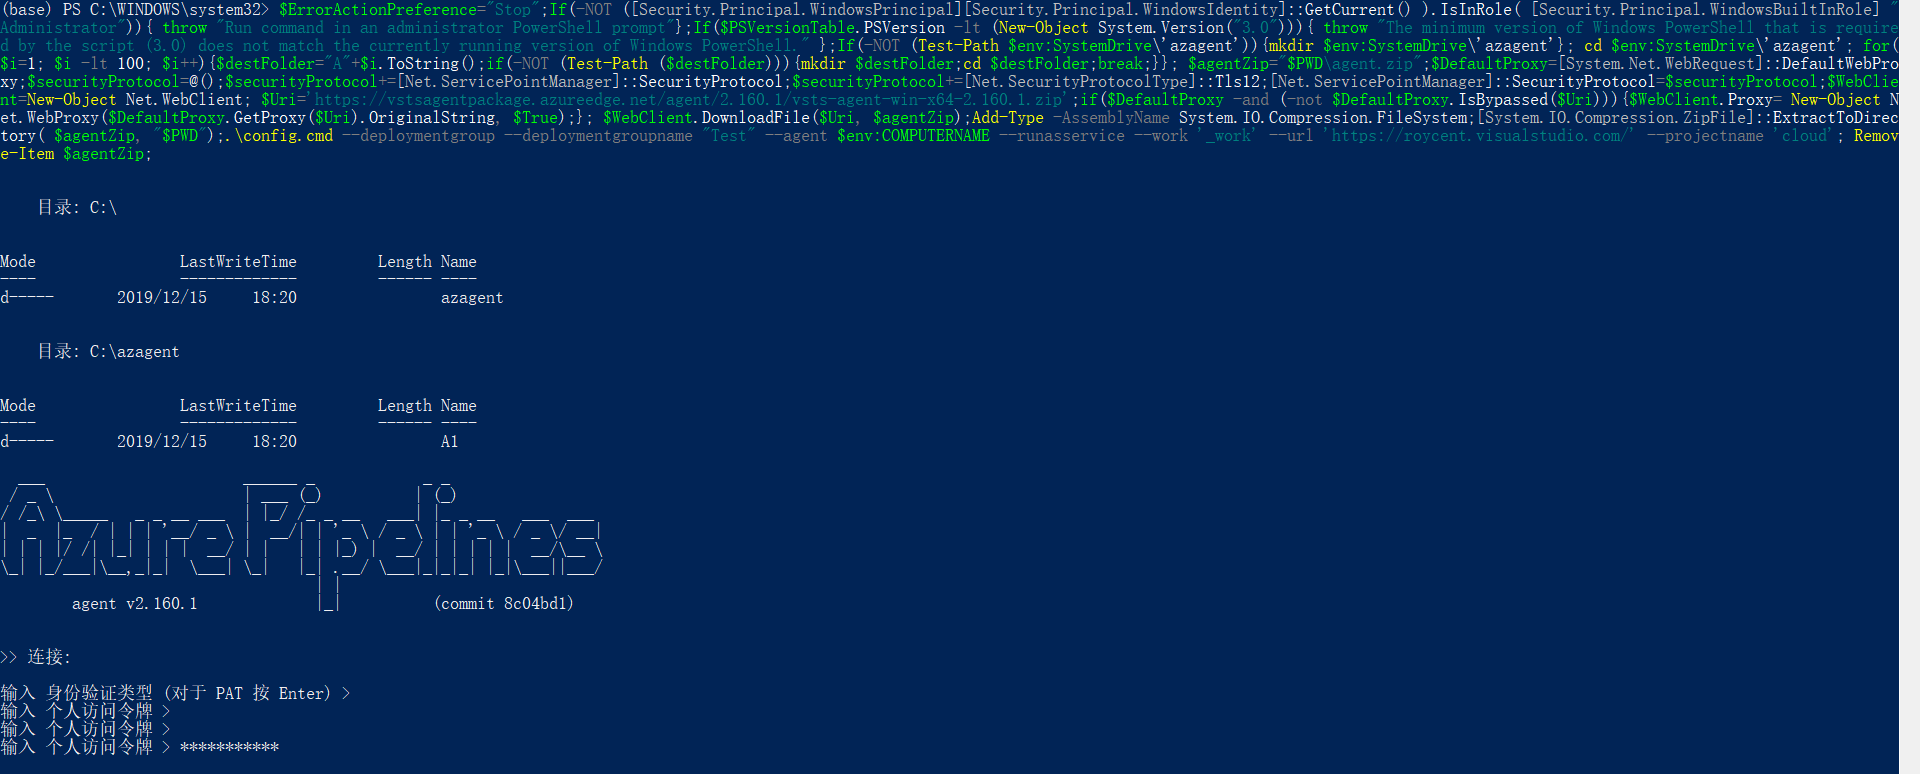 (base) PS C:\WINDOWS\system32> $ErrorActionPreference="Stop";If(-NOT ([Security.Principal.WindowsPrincipal][Security.Principal.WindowsIdentity]::GetCurrent() ).IsInRole( [Security.Principal.WindowsBuiltInRole] "
Administrator")){ throw "Run command in an administrator PowerShell prompt"};If($PSVersionTable.PSVersion -lt (New-Object System.Version("3.0"))){ throw "The minimum version of Windows PowerShell that is require
d by the script (3.0) does not match the currently running version of Windows PowerShell." };If(-NOT (Test-Path $env:SystemDrive\'azagent')){mkdir $env:SystemDrive\'azagent'}; cd $env:SystemDrive\'azagent'; for(
$i=1; $i -lt 100; $i++){$destFolder="A"+$i.ToString();if(-NOT (Test-Path ($destFolder))){mkdir $destFolder;cd $destFolder;break;}}; $agentZip="$PWD\agent.zip";$DefaultProxy=[System.Net.WebRequest]::DefaultWebPro
xy;$securityProtocol=@();$securityProtocol+=[Net.ServicePointManager]::SecurityProtocol;$securityProtocol+=[Net.SecurityProtocolType]::Tls12;[Net.ServicePointManager]::SecurityProtocol=$securityProtocol;$WebClie
nt=New-Object Net.WebClient; $Uri='https://vstsagentpackage.azureedge.net/agent/2.160.1/vsts-agent-win-x64-2.160.1.zip';if($DefaultProxy -and (-not $DefaultProxy.IsBypassed($Uri))){$WebClient.Proxy= New-Object N
et.WebProxy($DefaultProxy.GetProxy($Uri).OriginalString, $True);}; $WebClient.DownloadFile($Uri, $agentZip);Add-Type -AssemblyName System.IO.Compression.FileSystem;[System.IO.Compression.ZipFile]::ExtractToDirec
tory( $agentZip, "$PWD");.\config.cmd --deploymentgroup --deploymentgroupname "Test" --agent $env:COMPUTERNAME --runasservice --work '_work' --url 'https://roycent.visualstudio.com/' --projectname 'cloud'; Remov
e-Item $agentZip;
目录: C:\
Mode LastWriteTime Length Name
---- ------------- ------ ----
d----- 2019/12/15 18:20 azagent
目录: C:\azagent
Mode LastWriteTime Length Name
---- ------------- ------ ----
d----- 2019/12/15 18:20 A1
Azure Pipelines
agent v2.160.1 (commit 8c04bd1)
>> 连接:
输入 身份验证类型 (对于 PAT 按 Enter) >
输入 个人访问令牌 >
输入 个人访问令牌 >
输入 个人访问令牌 > ***********